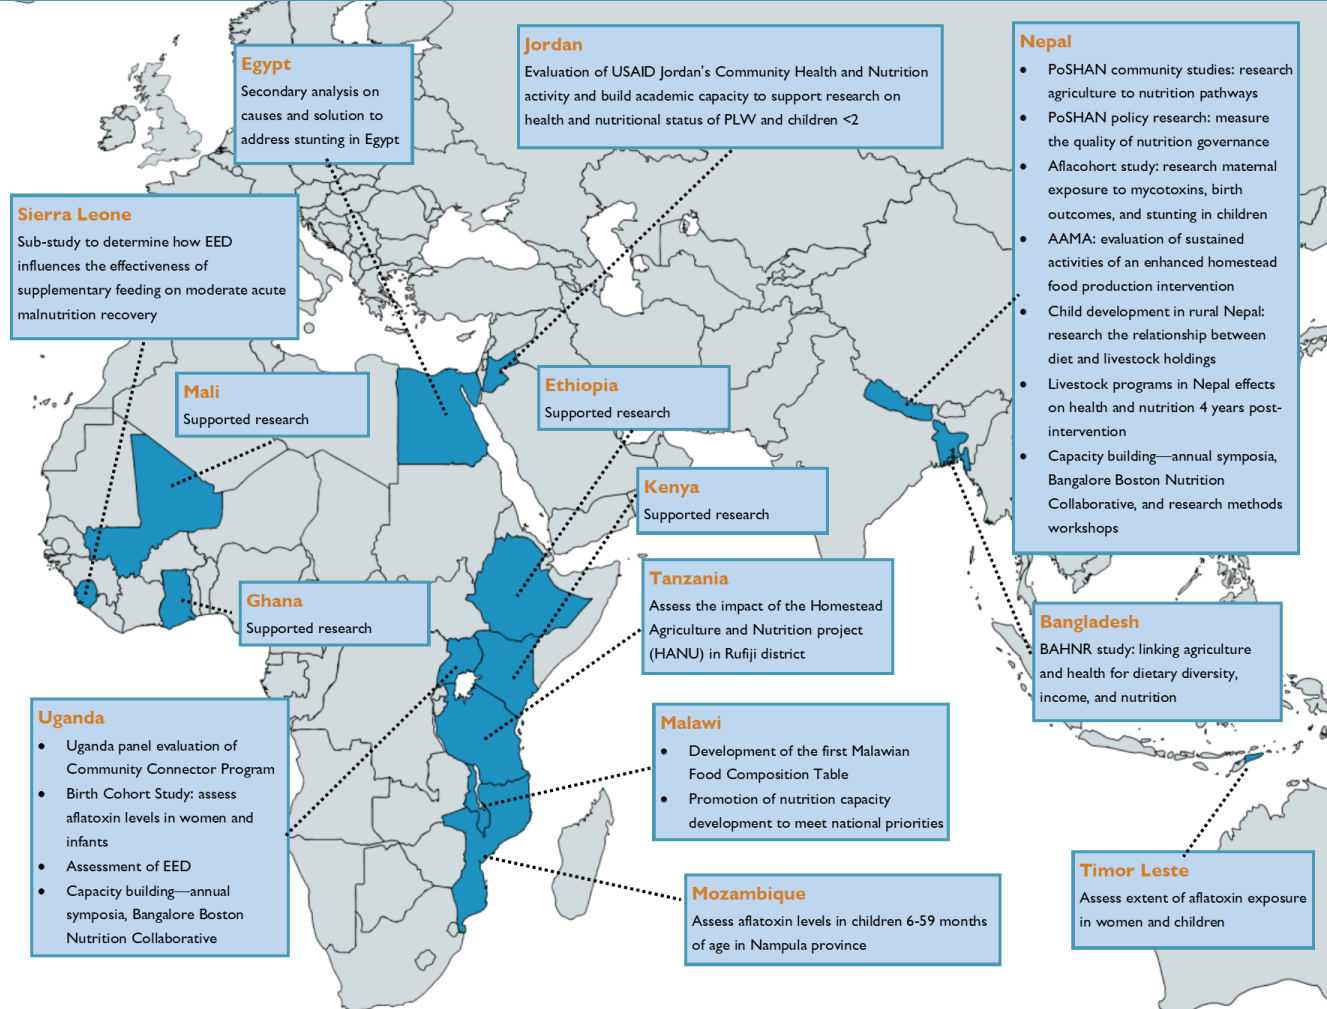 Egypt
Secondary analysis on
causes and solution to
address stunting in Egypt
Jordan
Evaluation of USAID Jordan's Community Health and Nutrition
activity and build academic capacity to support research on
health and nutritional status of PLW and children <2
Nepal
• PoSHAN community studies: research
agriculture to nutrition pathways
• PoSHAN policy research: measure
the quality of nutrition governance
• Aflacohort study: research maternal
exposure to mycotoxins, birth
outcomes, and stunting in children
• AAMA: evaluation of sustained
activities of an enhanced homestead
food production intervention
• Child development in rural Nepal:
research the relationship between
diet and livestock holdings
• Livestock programs in Nepal effects
on health and nutrition 4 years post-
intervention
• Capacity building—annual symposia,
Bangalore Boston Nutrition
Collaborative, and research methods
workshops
Sierra Leone
Sub-study to determine how EED
influences the effectiveness of
supplementary feeding on moderate acute
malnutrition recovery
Mali
Supported research
Ethiopia
Supported research
Kenya
Supported research
Ghana
Supported research
Tanzania
Assess the impact of the Homestead
Agriculture and Nutrition project
(HANU) in Rufiji district
Bangladesh
BAHNR study: linking agriculture
and health for dietary diversity,
income, and nutrition
Uganda
• Uganda panel evaluation of
Community Connector Program
• Birth Cohort Study: assess
aflatoxin levels in women and
infants
• Assessment of EED
• Capacity building—annual
symposia, Bangalore Boston
Nutrition Collaborative
Malawi
• Development of the first Malawian
Food Composition Table
• Promotion of nutrition capacity
development to meet national priorities
Mozambique
Assess aflatoxin levels in children 6-59 months
of age in Nampula province
Timor Leste
Assess extent of aflatoxin exposure
in women and children